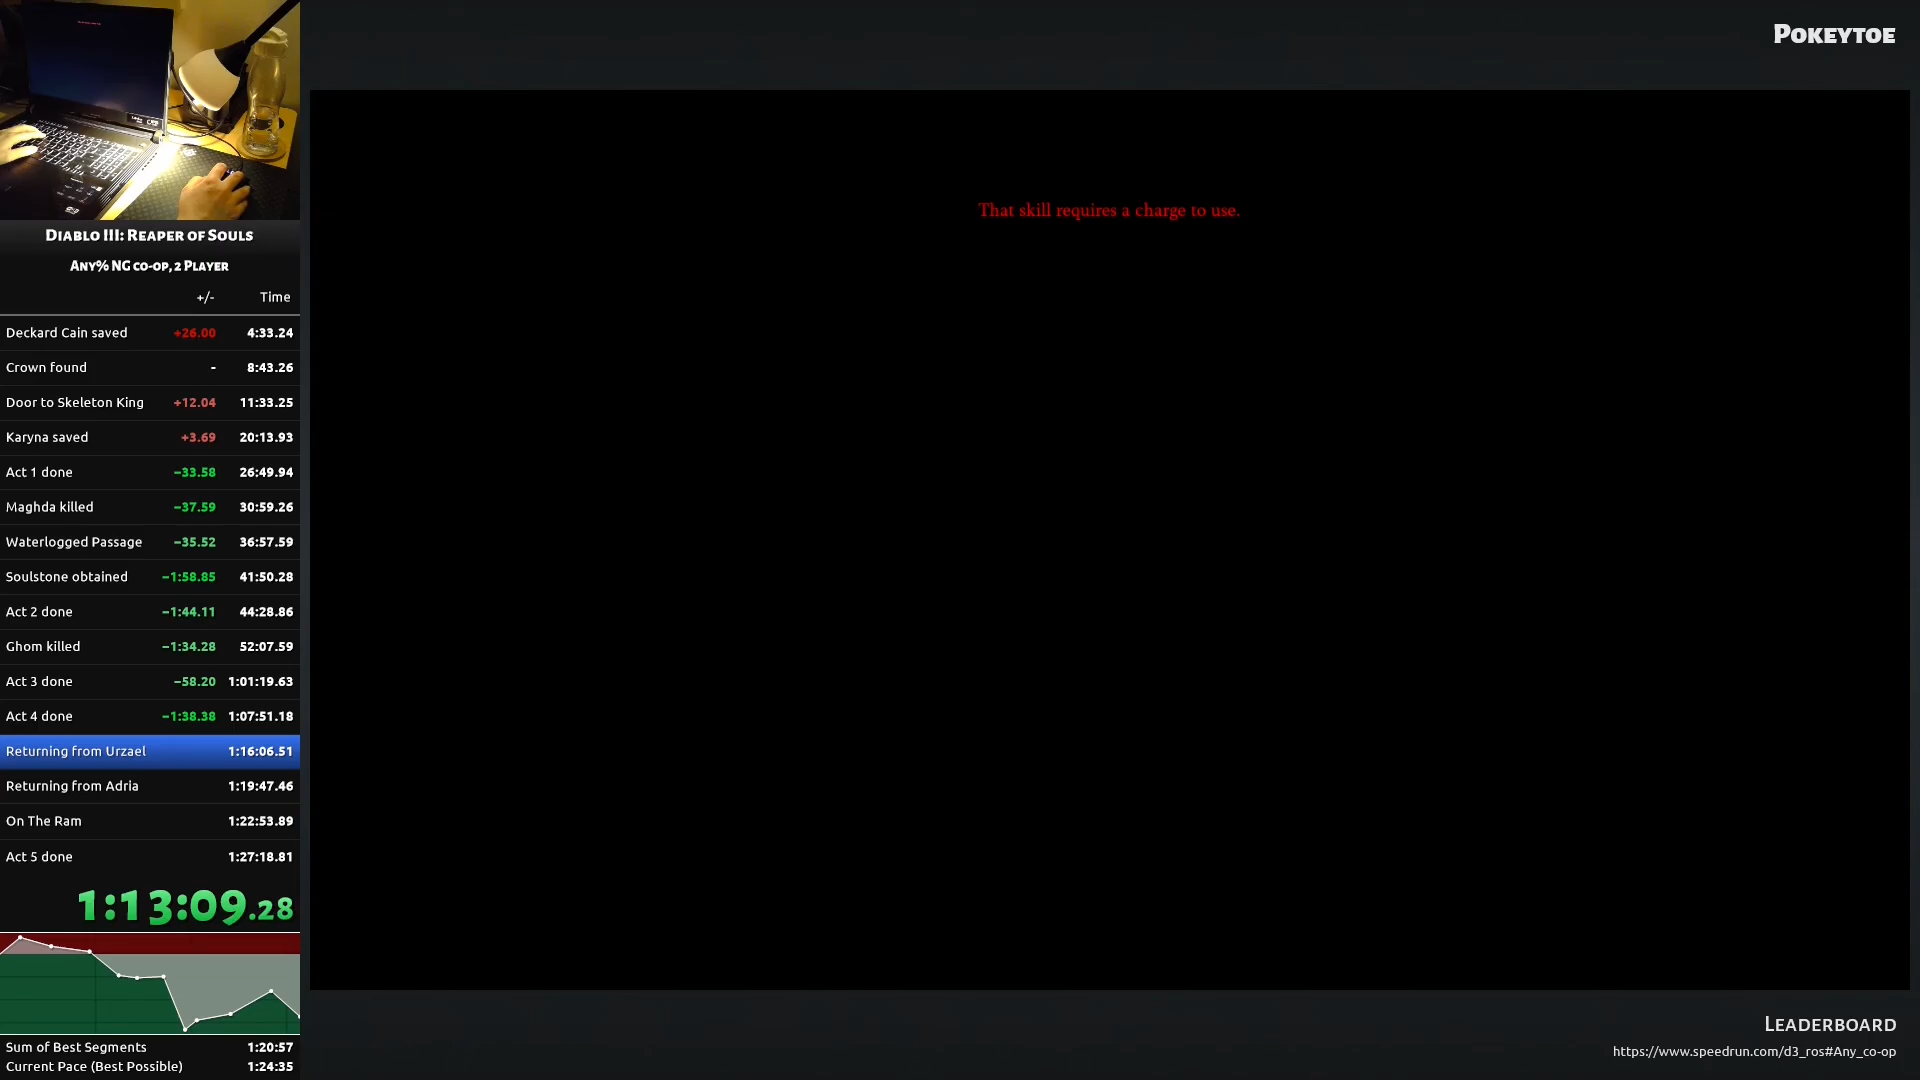 POKEYTOE
That skill requires a charge to use.
DIABLO III: REAPER OF SOULS
ANY% NG CO-OP, 2 PLAYER
+/- Time
Deckard Cain saved +26.00 4:33.24
Crown found - 8:43.26
Door to Skeleton King +12.04 11:33.25
Karyna saved +3.69 20:13.93
Act 1 done −33.58 26:49.94
Maghda killed −37.59 30:59.26
Waterlogged Passage −35.52 36:57.59
Soulstone obtained −1:58.85 41:50.28
Act 2 done −1:44.11 44:28.86
Ghom killed −1:34.28 52:07.59
Act 3 done −58.20 1:01:19.63
Act 4 done −1:38.38 1:07:51.18
Returning from Urzael 1:16:06.51
Returning from Adria 1:19:47.46
On The Ram 1:22:53.89
Act 5 done 1:27:18.81
1:13:09.28
Sum of Best Segments 1:20:57
Current Pace (Best Possible) 1:24:35
LEADERBOARD
https://www.speedrun.com/d3_ros#Any_co-op